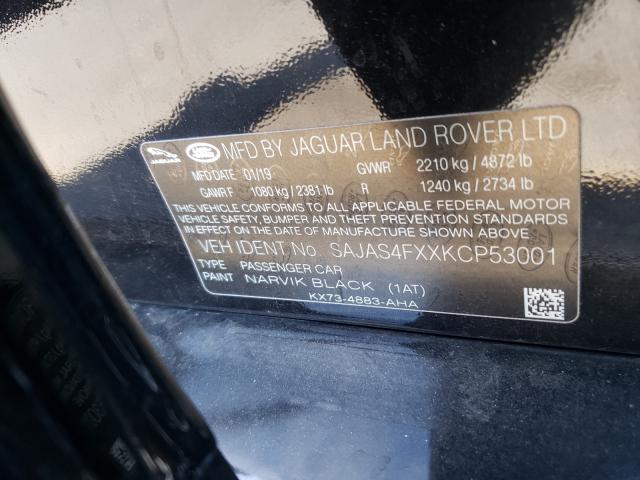 JAGUAR LAND ROVER MFD BY JAGUAR LAND ROVER LTD
MFD DATE 01/19 GVWR 2210 kg / 4872 lb
GAWR F 1080 kg / 2381 lb R 1240 kg / 2734 lb
THIS VEHICLE CONFORMS TO ALL APPLICABLE FEDERAL MOTOR
VEHICLE SAFETY, BUMPER AND THEFT PREVENTION STANDARDS
IN EFFECT ON THE DATE OF MANUFACTURE SHOWN ABOVE
VEH IDENT No. SAJAS4FXXKCP53001
TYPE PASSENGER CAR
PAINT NARVIK BLACK (1AT)
KX73-4883-AHA